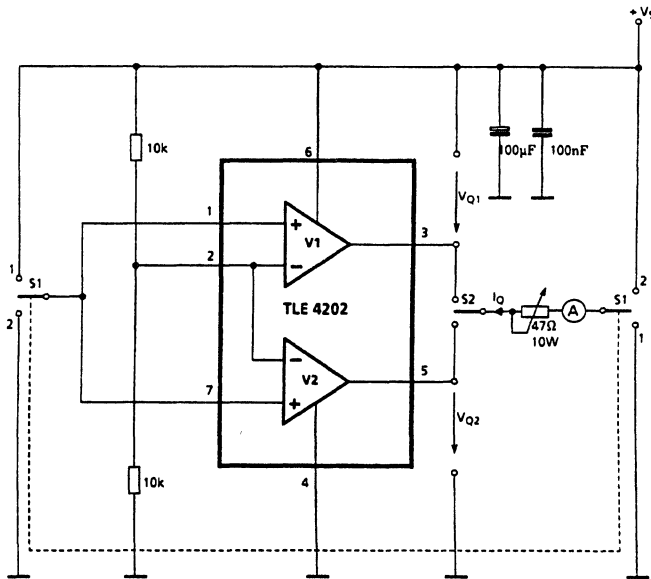 + VS
10k
6
100µF
100nF
VQ1
1
+
V1
3
2
−
1
S1
2
TLE 4202
S2
IQ
47Ω
10W
A
S1
2
1
−
V2
5
7
+
VQ2
10k
4